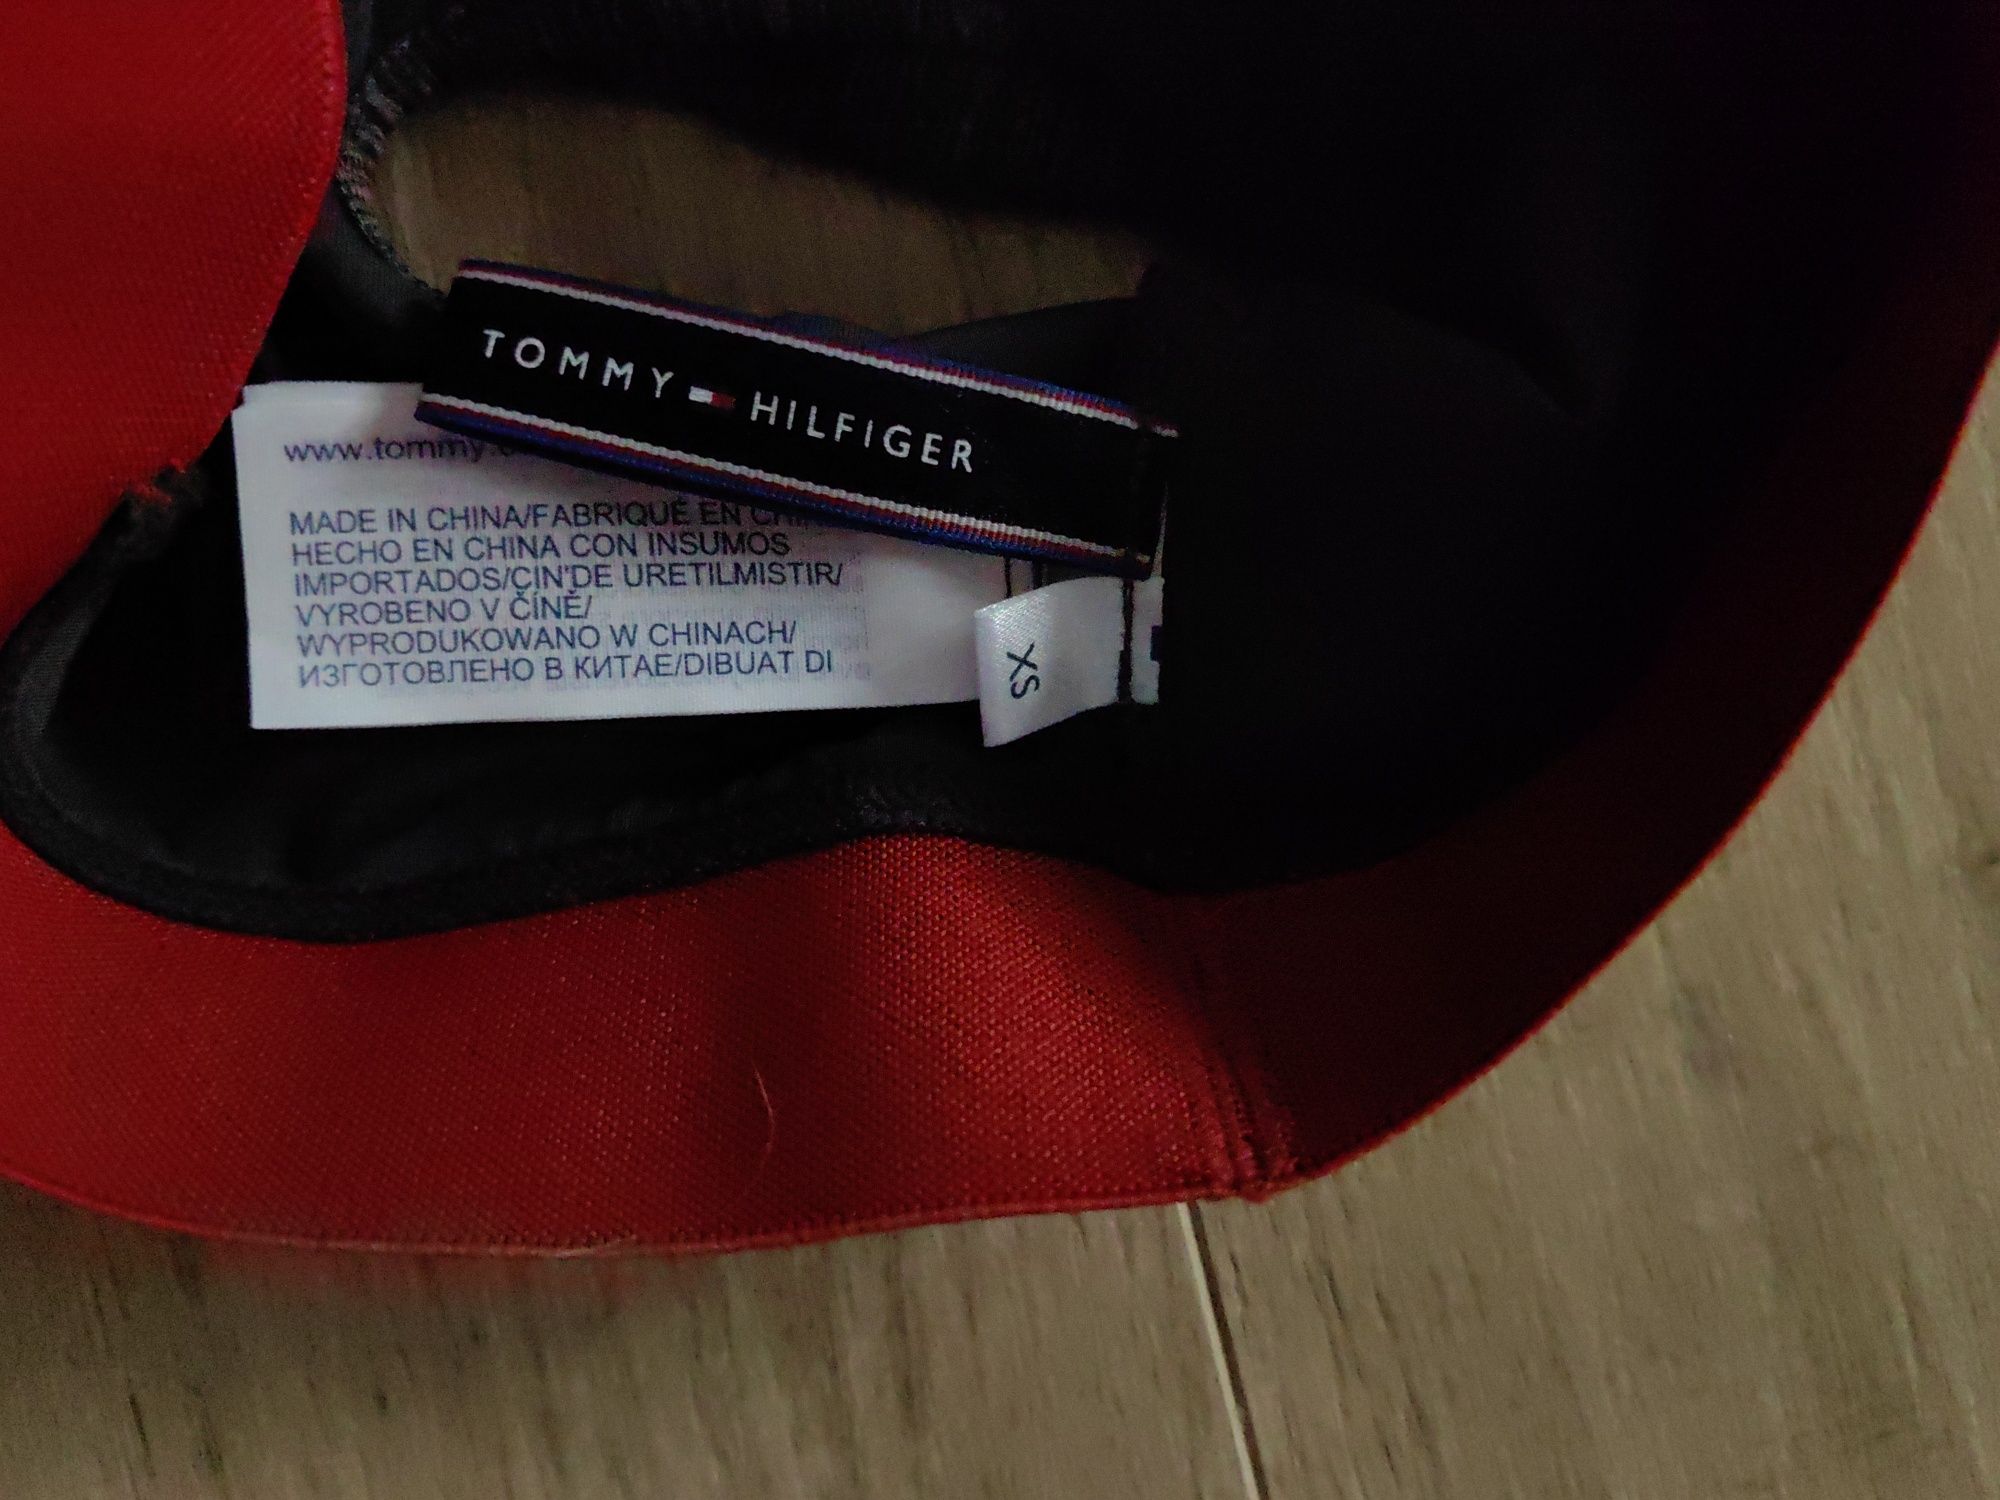 TOMMY HILFIGER
www.tommy.
MADE IN CHINA/FABRIQUÉ EN
HECHO EN CHINA CON INSUMOS
IMPORTADOS/ÇIN'DE URETILMISTIR/
VYROBENO V ČÍNĚ/
WYPRODUKOWANO W CHINACH/
ИЗГОТОВЛЕНО В КИТАЕ/DIBUAT DI
XS